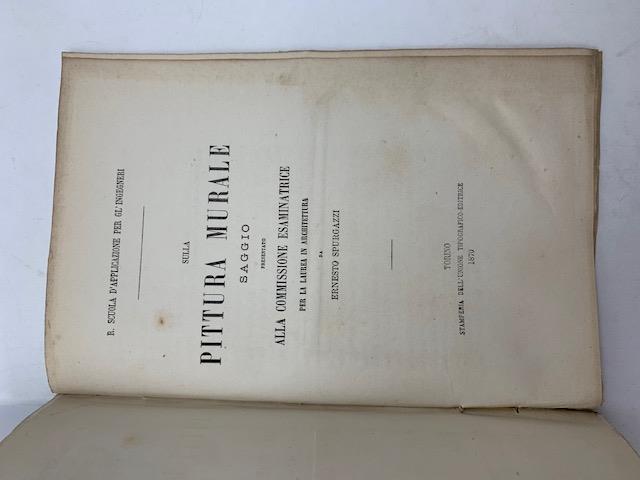 R. SCUOLA D'APPLICAZIONE PER GL'INGEGNERI
SULLA
PITTURA MURALE
SAGGIO
PRESENTATO
ALLA COMMISSIONE ESAMINATRICE
PER LA LAUREA IN ARCHITETTURA
DA
ERNESTO SPURGAZZI
TORINO
STAMPERIA DELL'UNIONE TIPOGRAFICO-EDITRICE
1870